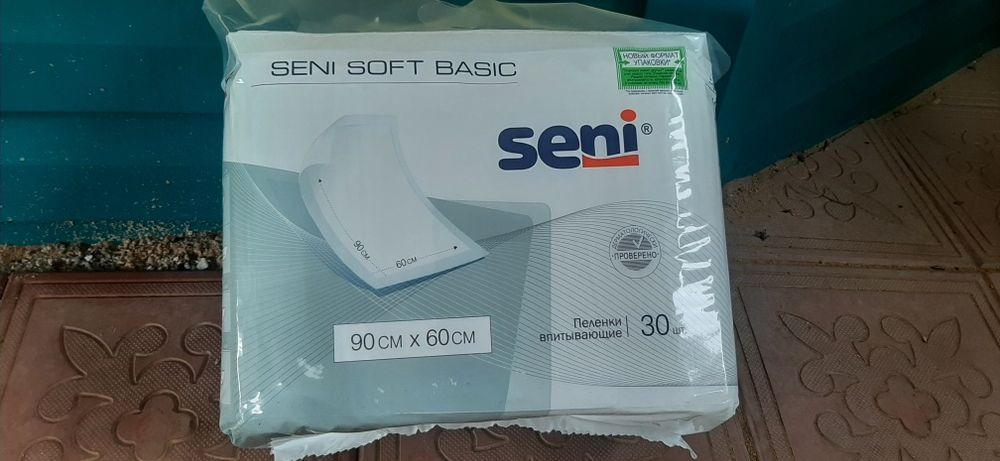 SENI SOFT BASIC
НОВЫЙ ФОРМАТ
УПАКОВКИ*
seni®
90 СМ
60 СМ
ДЕРМАТОЛОГИЧЕСКИ
ПРОВЕРЕНО
90 СМ х 60 СМ
Пеленки
впитывающие
30 шт.